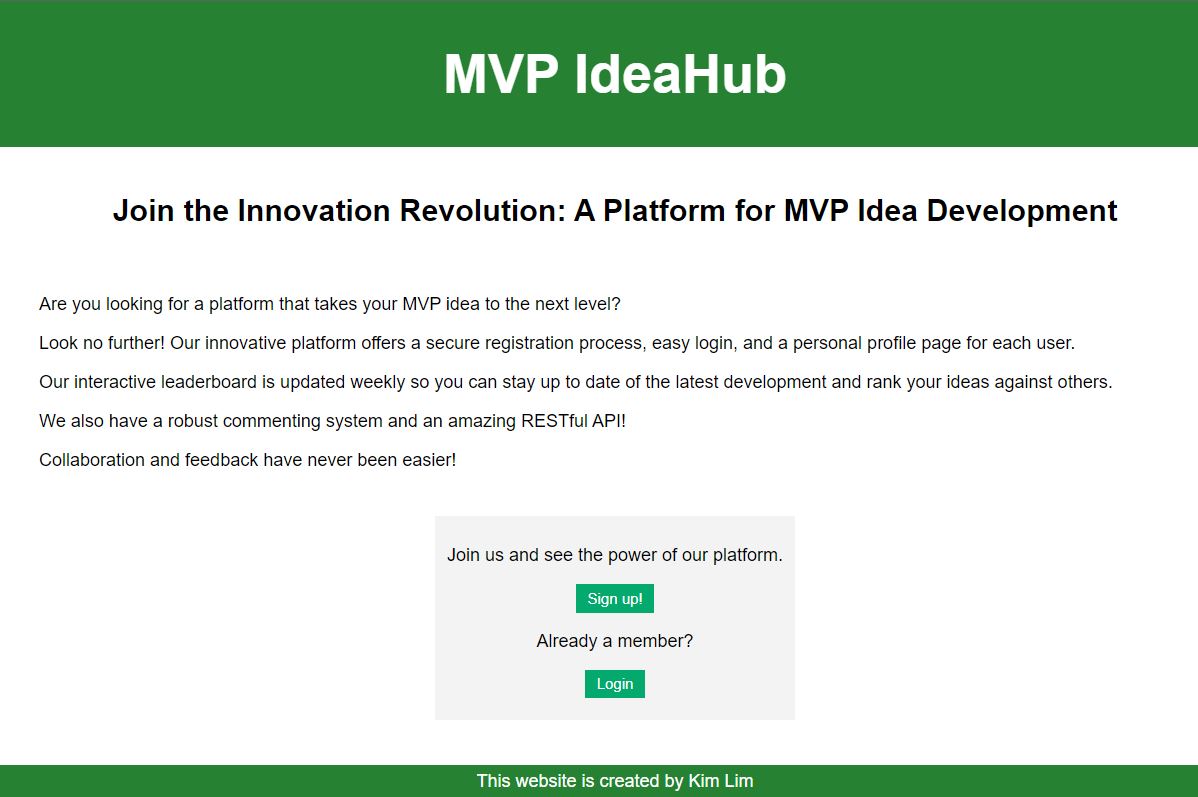 MVP IdeaHub
Join the Innovation Revolution: A Platform for MVP Idea Development
Are you looking for a platform that takes your MVP idea to the next level?
Look no further! Our innovative platform offers a secure registration process, easy login, and a personal profile page for each user.
Our interactive leaderboard is updated weekly so you can stay up to date of the latest development and rank your ideas against others.
We also have a robust commenting system and an amazing RESTful API!
Collaboration and feedback have never been easier!
Join us and see the power of our platform.
Sign up!
Already a member?
Login
This website is created by Kim Lim